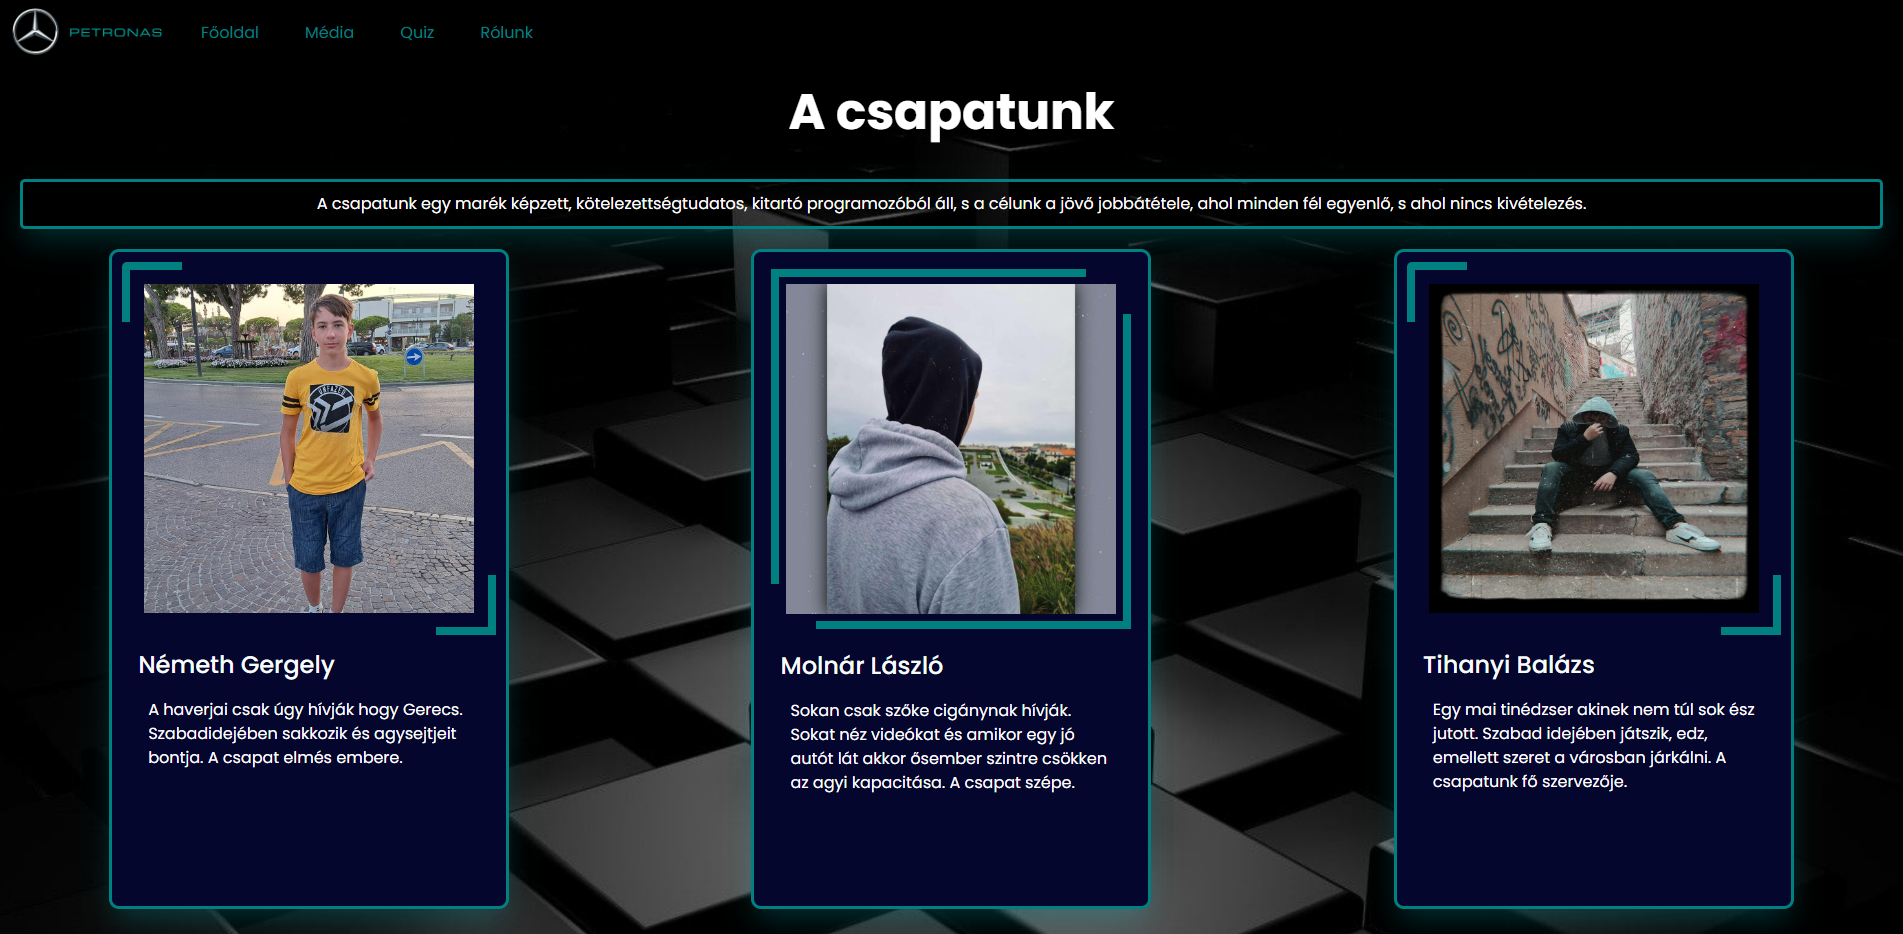 PETRONAS Főoldal Média Quiz Rólunk
A csapatunk
A csapatunk egy marék képzett, kötelezettségtudatos, kitartó programozóból áll, s a célunk a jövő jobbátétele, ahol minden fél egyenlő, s ahol nincs kivételezés.
Németh Gergely
A haverjai csak úgy hívják hogy Gerecs.
Szabadidejében sakkozik és agysejtjeit
bontja. A csapat elmés embere.
Molnár László
Sokan csak szőke cigánynak hívják.
Sokat néz videókat és amikor egy jó
autót lát akkor ősember szintre csökken
az agyi kapacitása. A csapat szépe.
Tihanyi Balázs
Egy mai tinédzser akinek nem túl sok ész
jutott. Szabad idejében játszik, edz,
emellett szeret a városban járkálni. A
csapatunk fő szervezője.